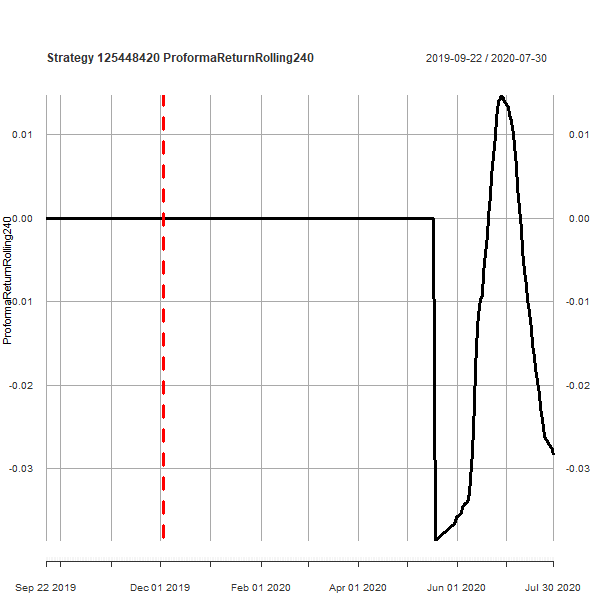 Strategy 125448420 ProformaReturnRolling240
2019-09-22 / 2020-07-30
0.01
0.01
0.00
0.00
ProformaReturnRolling240
-0.01
-0.01
-0.02
-0.02
-0.03
-0.03
Sep 22 2019
Dec 01 2019
Feb 01 2020
Apr 01 2020
Jun 01 2020
Jul 30 2020